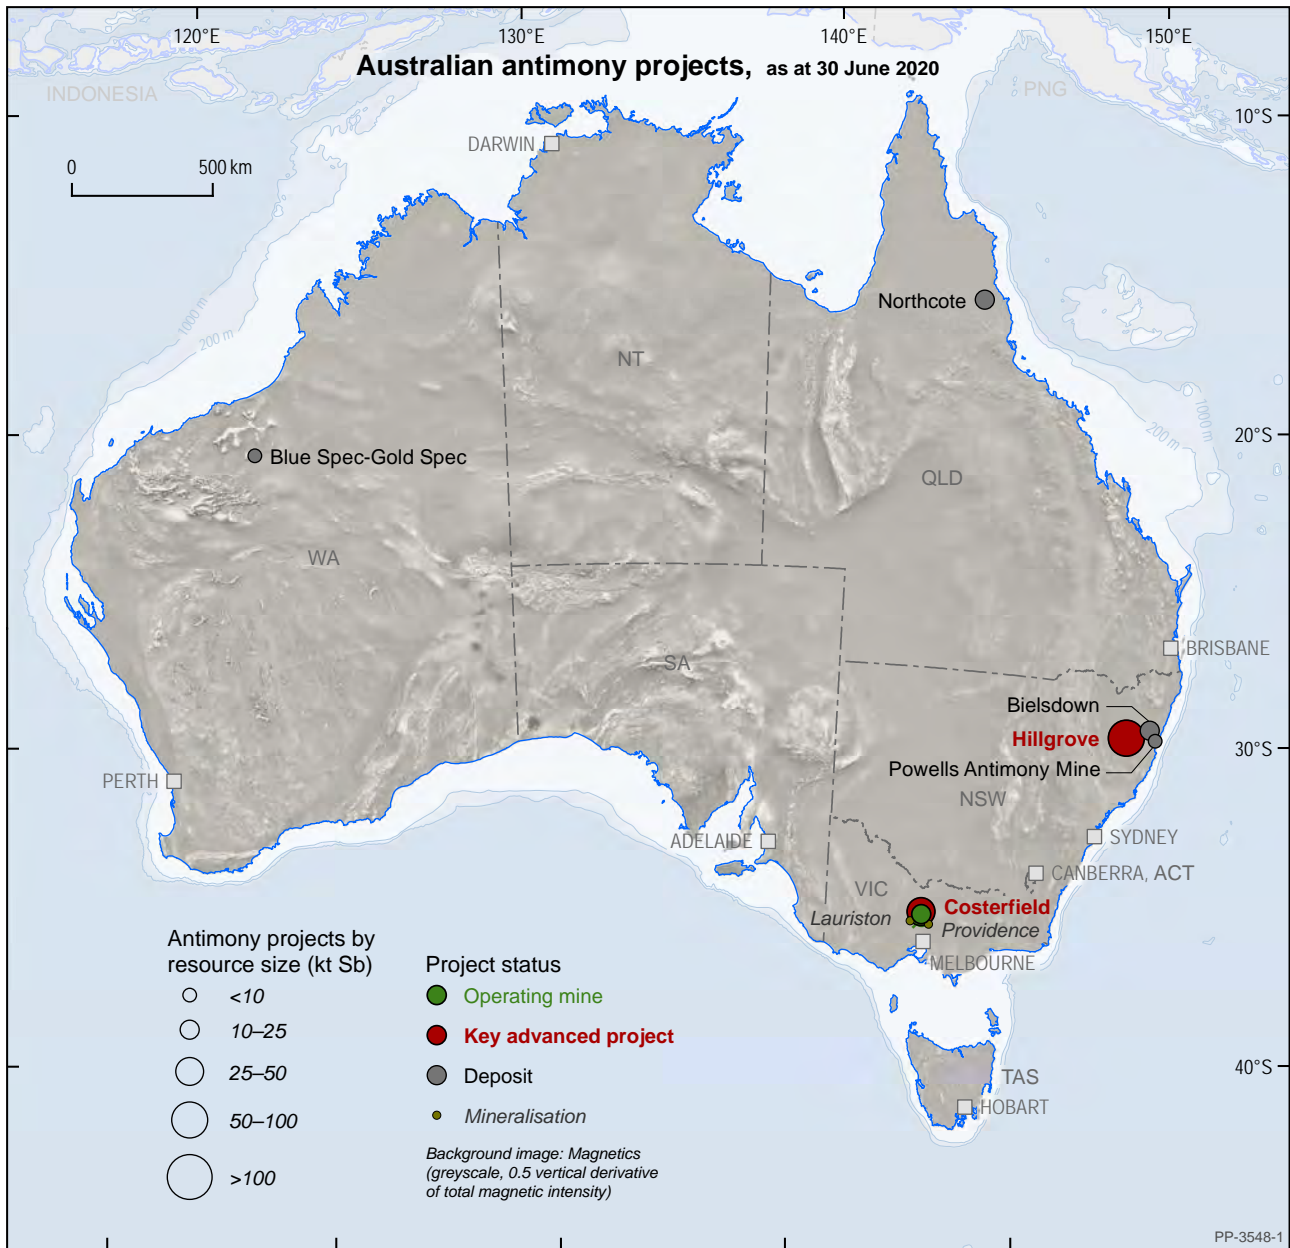 120°E
130°E
140°E
150°E
Australian antimony projects, as at 30 June 2020
INDONESIA
PNG
10°S
DARWIN
0
500 km
Northcote
1000 m
200 m
NT
20°S
1000 m
200 m
Blue Spec-Gold Spec
QLD
WA
BRISBANE
SA
Bielsdown
Hillgrove
30°S
Powells Antimony Mine
PERTH
NSW
SYDNEY
ADELAIDE
CANBERRA, ACT
VIC
Costerfield
Lauriston
Providence
MELBOURNE
Antimony projects by
resource size (kt Sb)
<10
10–25
25–50
50–100
>100
Project status
Operating mine
Key advanced project
Deposit
Mineralisation
Background image: Magnetics
(greyscale, 0.5 vertical derivative
of total magnetic intensity)
40°S
TAS
HOBART
PP-3548-1